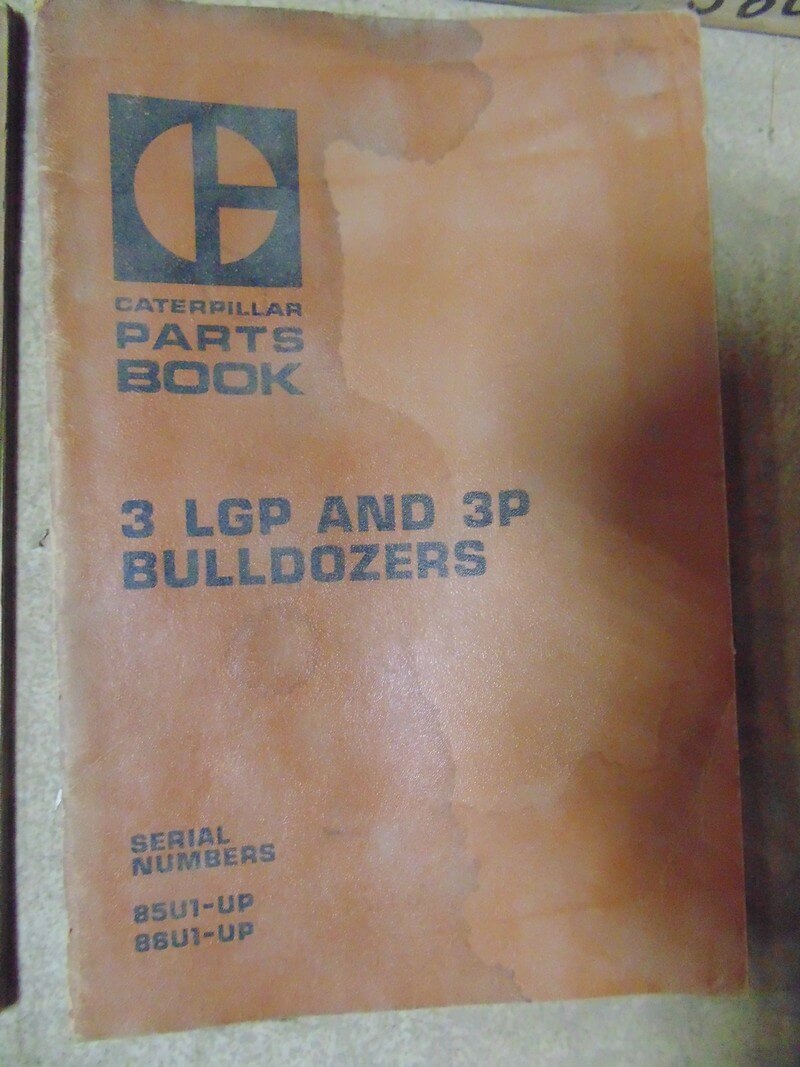 CATERPILLAR
PARTS
BOOK
3 LGP AND 3P
BULLDOZERS
SERIAL
NUMBERS
85U1-UP
86U1-UP